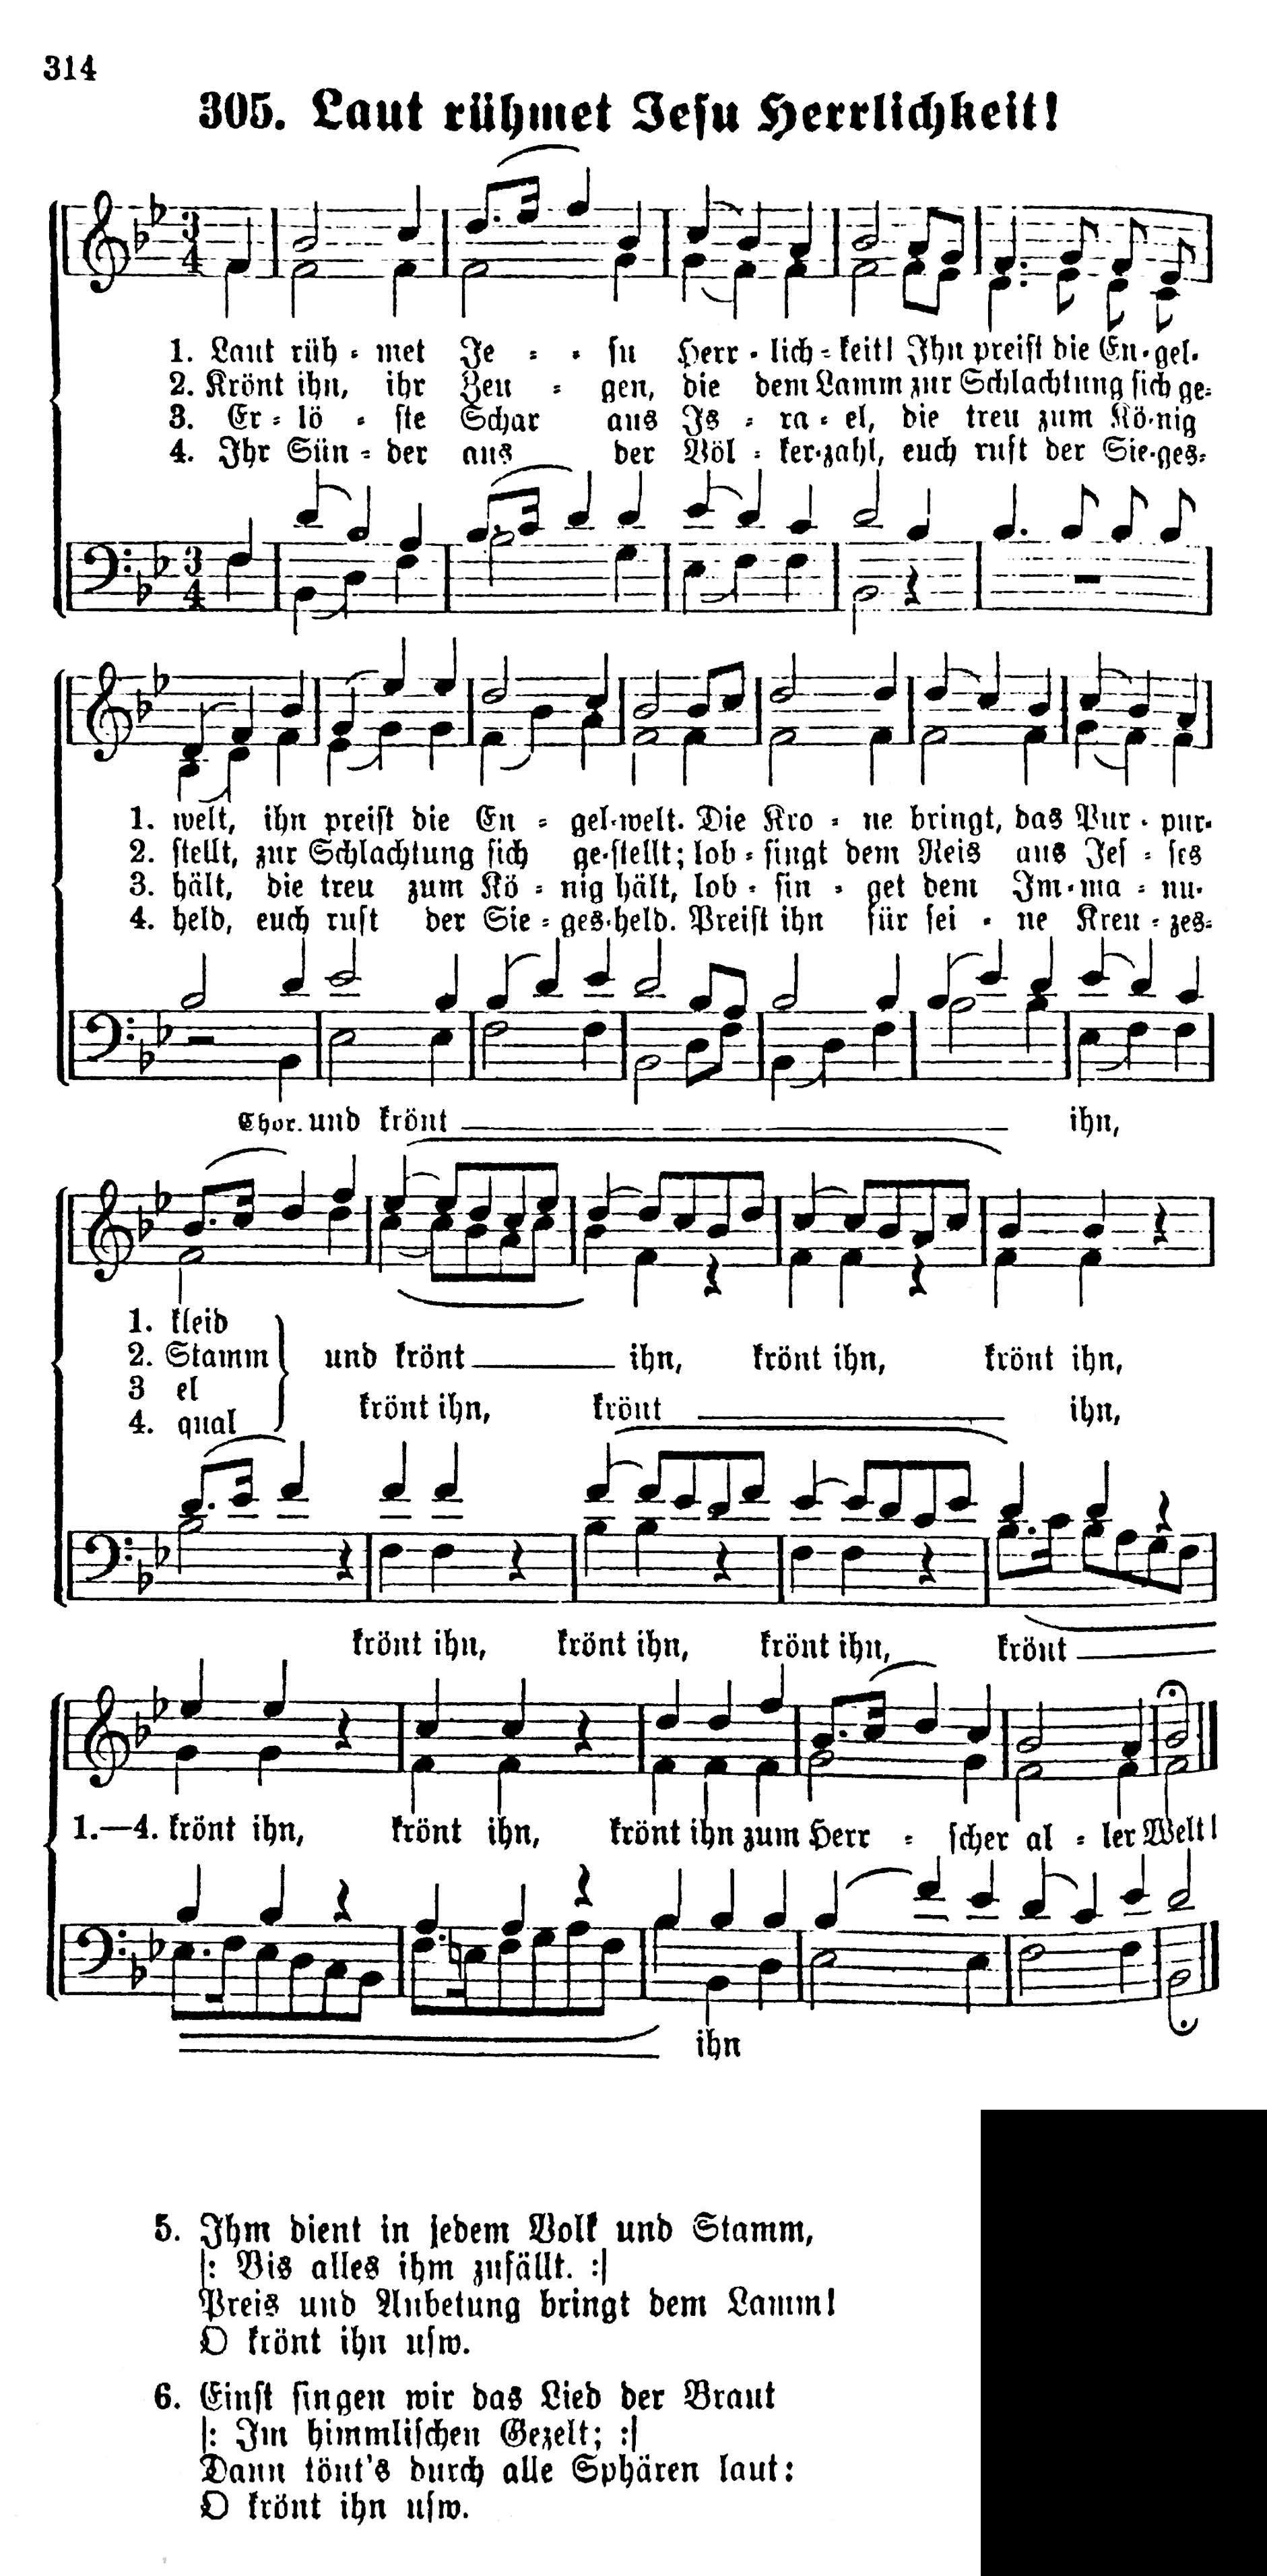 314
305. Laut rühmet Jesu Herrlichkeit!
1. Laut rüh - met Je - - su Herr - lich - keit! Ihn preist die En - gel-
2. Krönt ihn, ihr Zeu - gen, die dem Lamm zur Schlachtung sich ge-
3. Er - lö - ste Schar aus Is - ra - el, die treu zum Kö - nig
4. Ihr Sün - der aus der Völ - ker - zahl, euch ruft der Sie - ges-
1. welt, ihn preist die En - gel - welt. Die Kro - ne bringt, das Pur - pur-
2. stellt, zur Schlachtung sich ge - stellt; lob - singt dem Reis aus Jes - ses
3. hält, die treu zum Kö - nig hält, lob - sin - get dem Im - ma - nu-
4. held, euch ruft der Sie - ges - held. Preist ihn für sei - ne Kreu - zes-
Chor. und krönt ihn,
1. kleid
2. Stamm und krönt ihn, krönt ihn, krönt ihn,
3 el
krönt ihn, krönt ihn,
4. qual
krönt ihn, krönt ihn, krönt ihn, krönt
1.—4. krönt ihn, krönt ihn, krönt ihn zum Herr - scher al - ler Welt!
ihn
5. Ihm dient in jedem Volk und Stamm,
|: Bis alles ihm zufällt. :|
Preis und Anbetung bringt dem Lamm!
O krönt ihn usw.
6. Einst singen wir das Lied der Braut
|: Im himmlischen Gezelt; :|
Dann tönt's durch alle Sphären laut:
O krönt ihn usw.